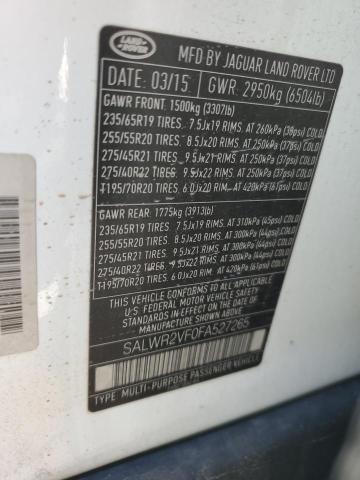 LAND-ROVER
MFD BY JAGUAR LAND ROVER LTD
DATE: 03/15 GWR: 2950kg (6504lb)
GAWR FRONT: 1500kg (3307lb)
235/65R19 TIRES, 7.5Jx19 RIMS, AT 260kPa (38psi) COLD
255/55R20 TIRES, 8.5Jx20 RIMS, AT 250kPa (37psi) COLD
275/45R21 TIRES, 9.5Jx21 RIMS, AT 250kPa (37psi) COLD
275/40R22 TIRES, 9.5Jx22 RIMS, AT 250kPa (37psi) COLD
T195/70R20 TIRES, 6.0Jx20 RIMS, AT 420kPa (61psi) COLD
GAWR REAR: 1775kg (3913lb)
235/65R19 TIRES, 7.5Jx19 RIMS, AT 310kPa (45psi) COLD
255/55R20 TIRES, 8.5Jx20 RIMS, AT 300kPa (44psi) COLD
275/45R21 TIRES, 9.5Jx21 RIMS, AT 300kPa (44psi) COLD
275/40R22 TIRES, 9.5Jx22 RIMS, AT 300kPa (44psi) COLD
T195/70R20 TIRES, 6.0Jx20 RIMS, AT 420kPa (61psi) COLD
THIS VEHICLE CONFORMS TO ALL APPLICABLE
U.S. FEDERAL MOTOR VEHICLE SAFETY STANDARDS
IN EFFECT ON THE DATE OF MANUFACTURE SHOWN ABOVE.
SALWR2VF0FA527265
TYPE: MULTI-PURPOSE PASSENGER VEHICLE